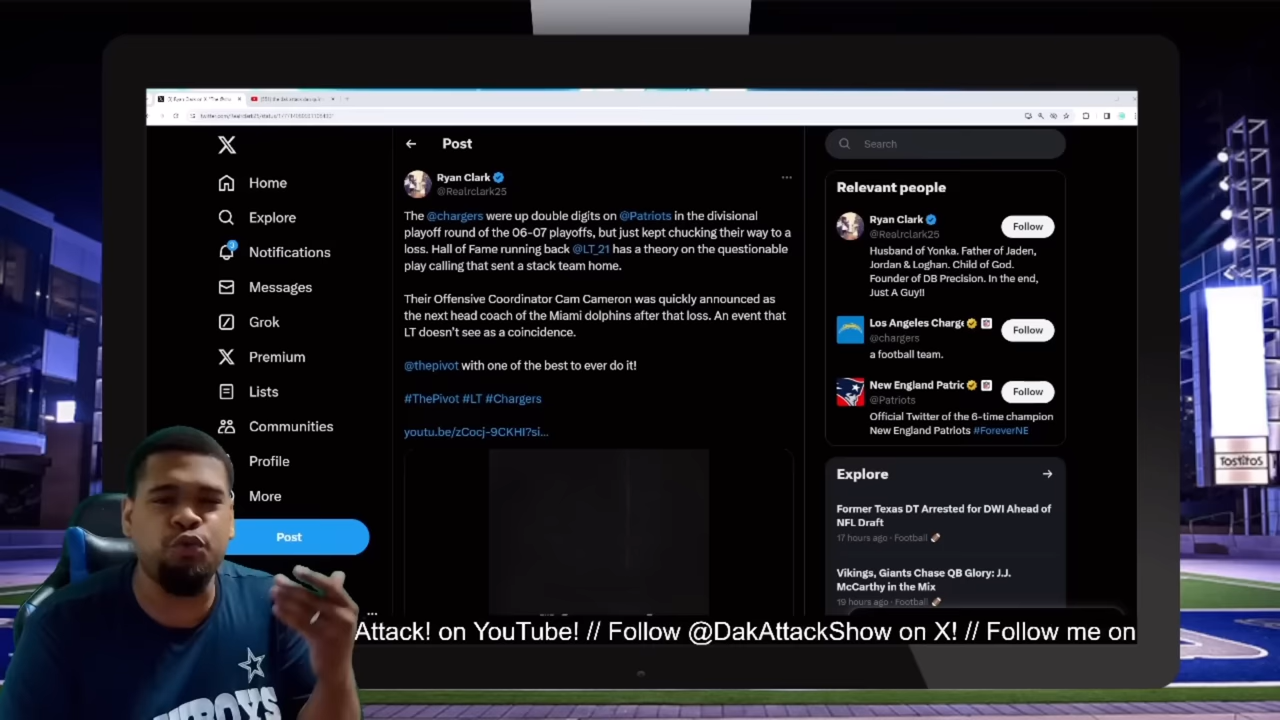 Post
Search
Home
Explore
Notifications
Messages
Grok
Premium
Lists
Communities
Profile
More
Post
Ryan Clark
@Realrclark25
The @chargers were up double digits on @Patriots in the divisional
playoff round of the 06-07 playoffs, but just kept chucking their way to a
loss. Hall of Fame running back @LT_21 has a theory on the questionable
play calling that sent a stack team home.
Their Offensive Coordinator Cam Cameron was quickly announced as
the next head coach of the Miami dolphins after that loss. An event that
LT doesn't see as a coincidence.
@thepivot with one of the best to ever do it!
#ThePivot #LT #Chargers
youtu.be/zCocj-9CKHI?si...
Relevant people
Ryan Clark
@Realrclark25
Follow
Husband of Yonka. Father of Jaden,
Jordan & Loghan. Child of God.
Founder of DB Precision. In the end,
Just A Guy!!
Los Angeles Charge
@chargers
Follow
a football team.
New England Patric
@Patriots
Follow
Official Twitter of the 6-time champion
New England Patriots #ForeverNE
Explore
Former Texas DT Arrested for DWI Ahead of
NFL Draft
17 hours ago · Football
Vikings, Giants Chase QB Glory: J.J.
McCarthy in the Mix
19 hours ago · Football
TOSTITOS
Attack! on YouTube! // Follow @DakAttackShow on X! // Follow me on